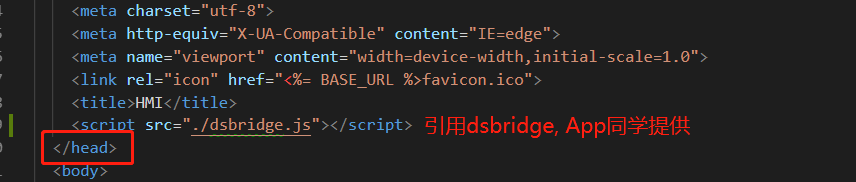 <meta charset="utf-8">
<meta http-equiv="X-UA-Compatible" content="IE=edge">
<meta name="viewport" content="width=device-width,initial-scale=1.0">
<link rel="icon" href="<%= BASE_URL %>favicon.ico">
<title>HMI</title>
<script src="./dsbridge.js"></script> 引用dsbridge, App同学提供
</head>
<body>